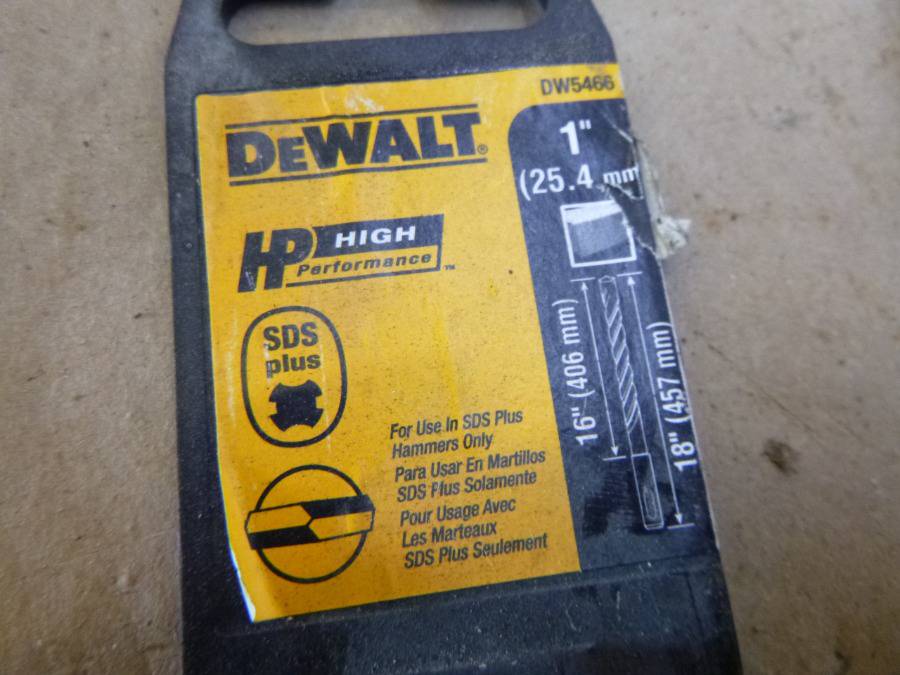 DW5466
DEWALT®
1"
(25.4 mm
HP HIGH
Performance™
SDS
plus
16" (406 mm)
18" (457 mm)
For Use In SDS Plus
Hammers Only
Para Usar En Martillos
SDS Plus Solamente
Pour Usage Avec
Les Marteaux
SDS Plus Seulement